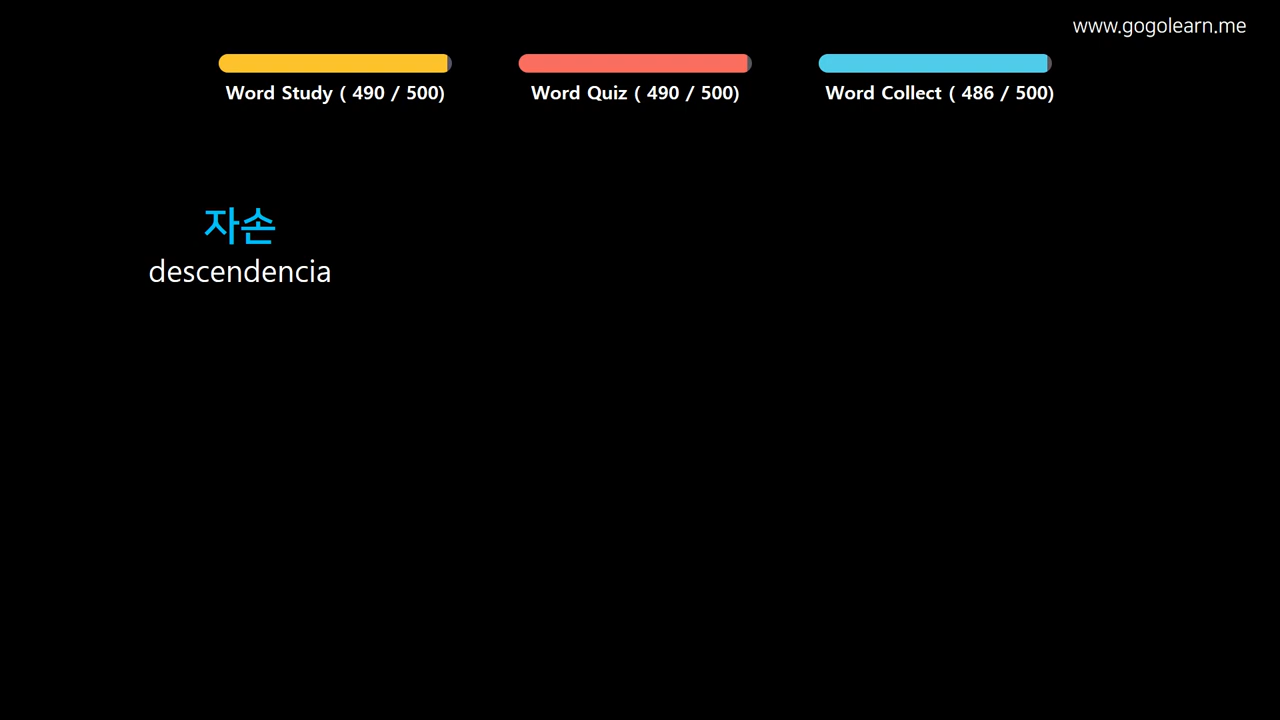 www.gogolearn.me
Word Study ( 490 / 500)
Word Quiz ( 490 / 500)
Word Collect ( 486 / 500)
자손
descendencia